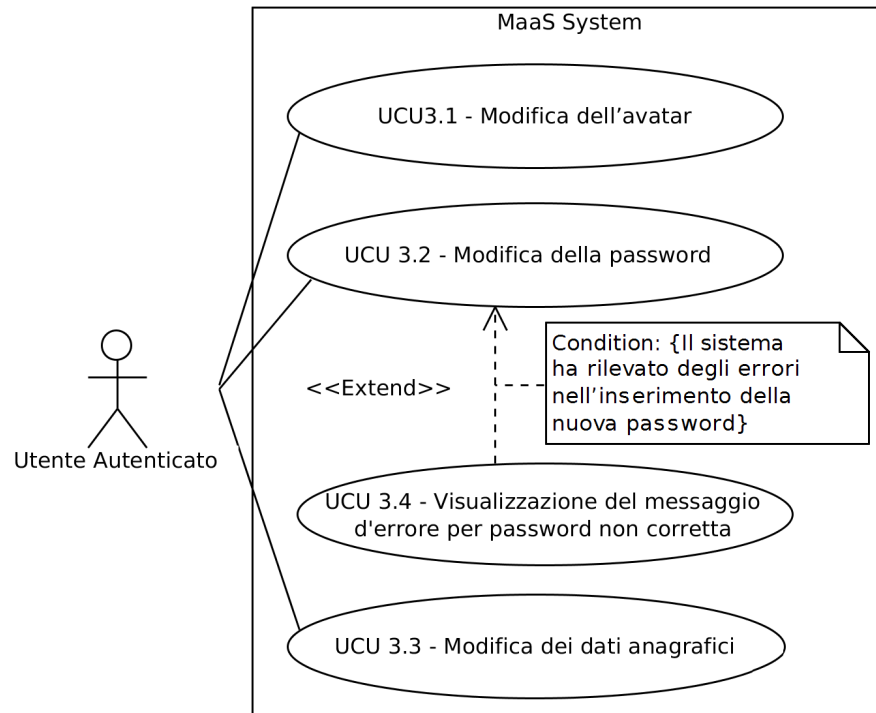 MaaS System
UCU3.1 - Modifica dell’avatar
UCU 3.2 - Modifica della password
Condition: {Il sistema
ha rilevato degli errori
nell’inserimento della
nuova password}
<<Extend>>
Utente Autenticato
UCU 3.4 - Visualizzazione del messaggio
d'errore per password non corretta
UCU 3.3 - Modifica dei dati anagrafici